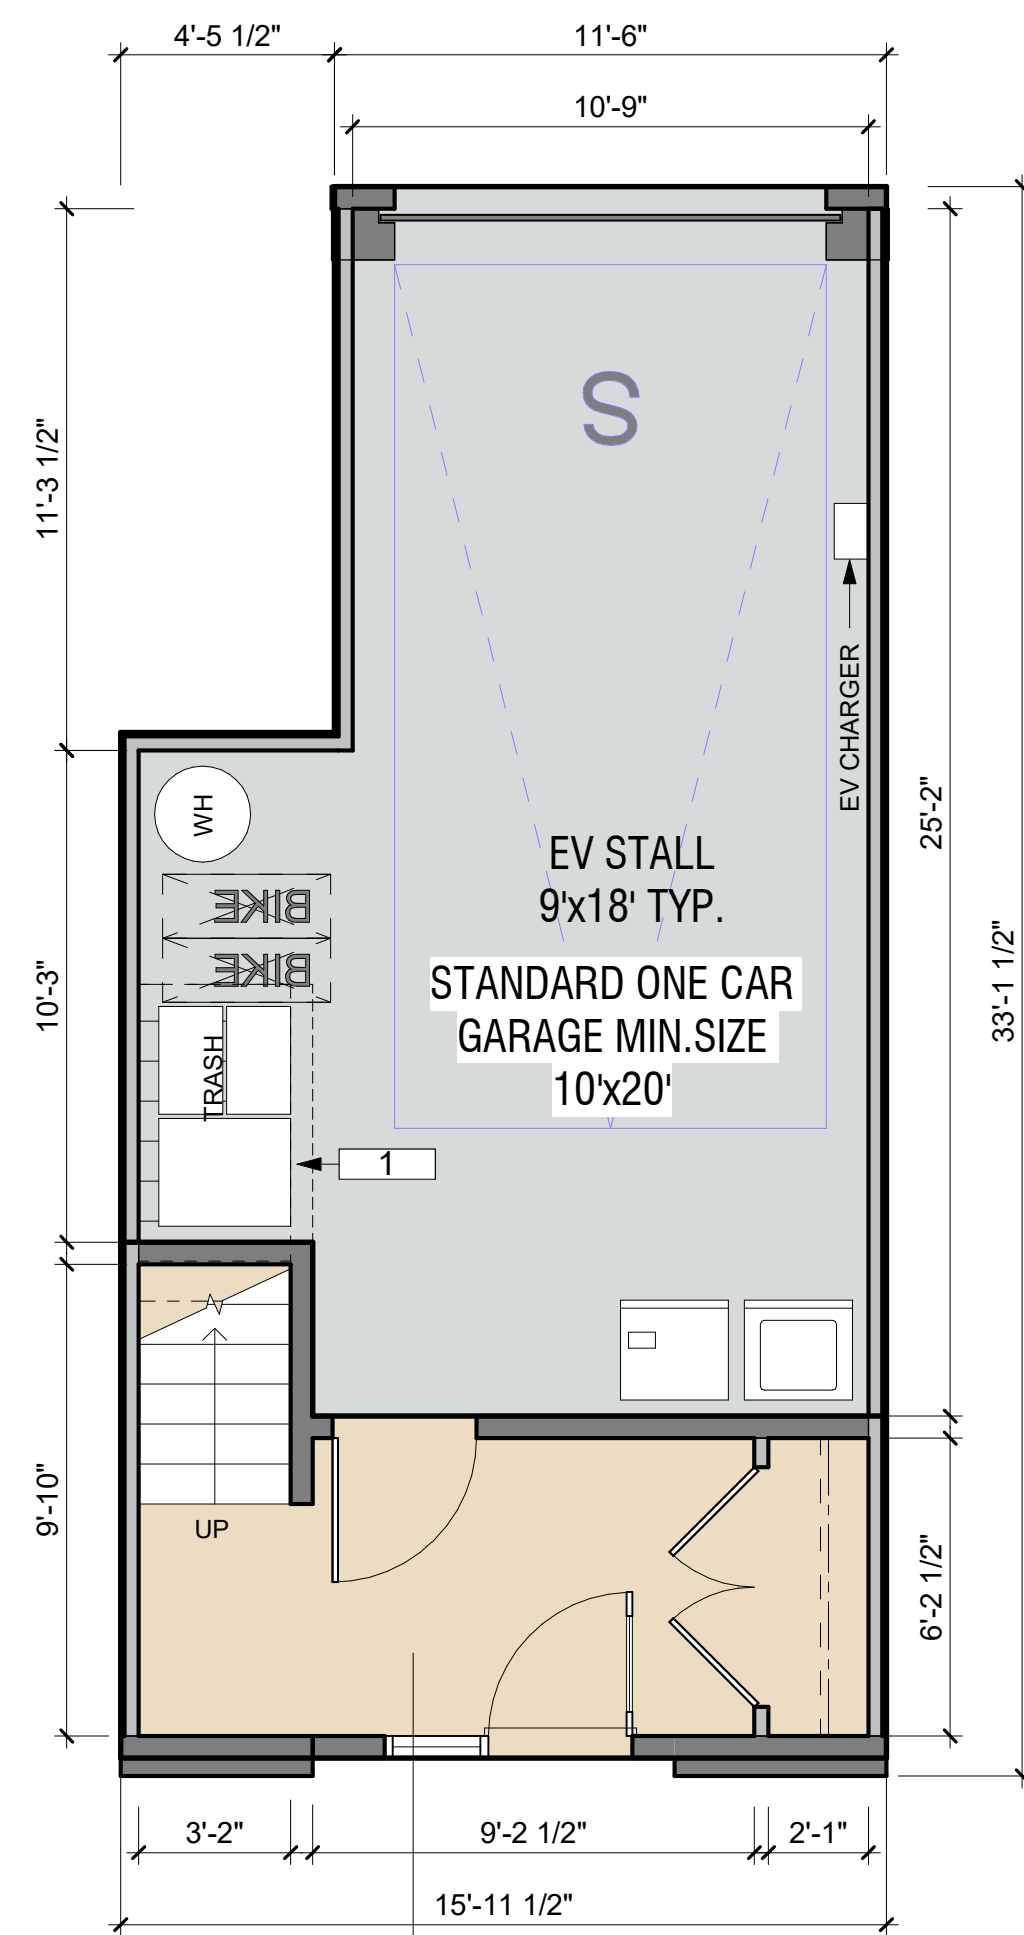 4'-5 1/2"
11'-6"
10'-9"
S
11'-3 1/2"
EV CHARGER
WH
25'-2"
EV STALL
9'x18' TYP.
BIKE
BIKE
STANDARD ONE CAR
GARAGE MIN.SIZE
10'x20'
10'-3"
33'-1 1/2"
TRASH
1
9'-10"
UP
6'-2 1/2"
3'-2"
9'-2 1/2"
2'-1"
15'-11 1/2"